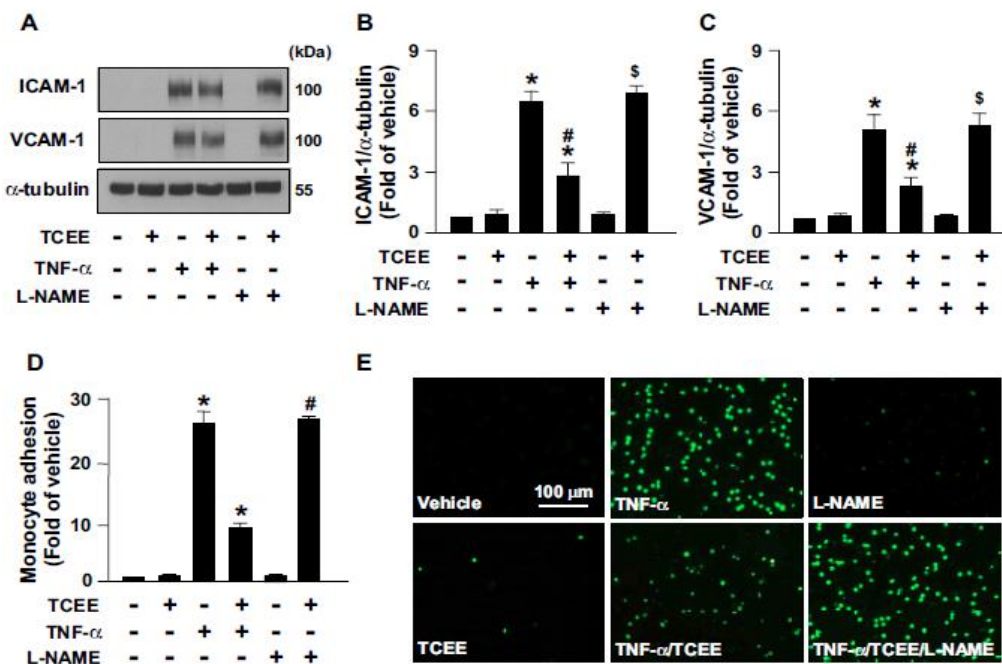 A
(kDa)
ICAM-1
100
VCAM-1
100
α-tubulin
55
TCEE - + - + - +
TNF-α - - + + - -
L-NAME - - - - + +
B
ICAM-1/α-tubulin
(Fold of vehicle)
9
6
3
0
*
#
*
$
TCEE - + - + - +
TNF-α - - + + - -
L-NAME - - - - + +
C
VCAM-1/α-tubulin
(Fold of vehicle)
9
6
3
0
*
#
*
$
TCEE - + - + - +
TNF-α - - + + - -
L-NAME - - - - + +
D
Monocyte adhesion
(Fold of vehicle)
30
20
10
0
*
*
#
TCEE - + - + - +
TNF-α - - + + - -
L-NAME - - - - + +
E
Vehicle
100 µm
TNF-α
L-NAME
TCEE
TNF-α/TCEE
TNF-α/TCEE/L-NAME